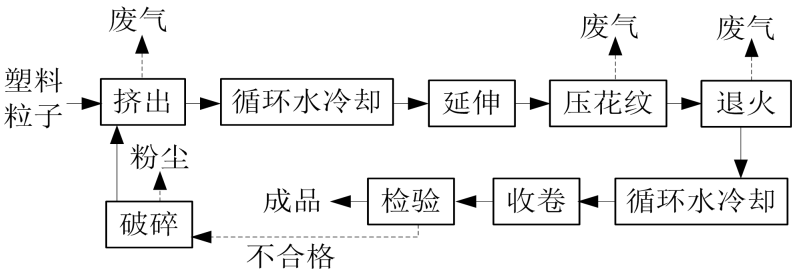 废气
废气
废气
塑料
粒子
挤出
循环水冷却
延伸
压花纹
退火
粉尘
成品
检验
收卷
循环水冷却
破碎
不合格